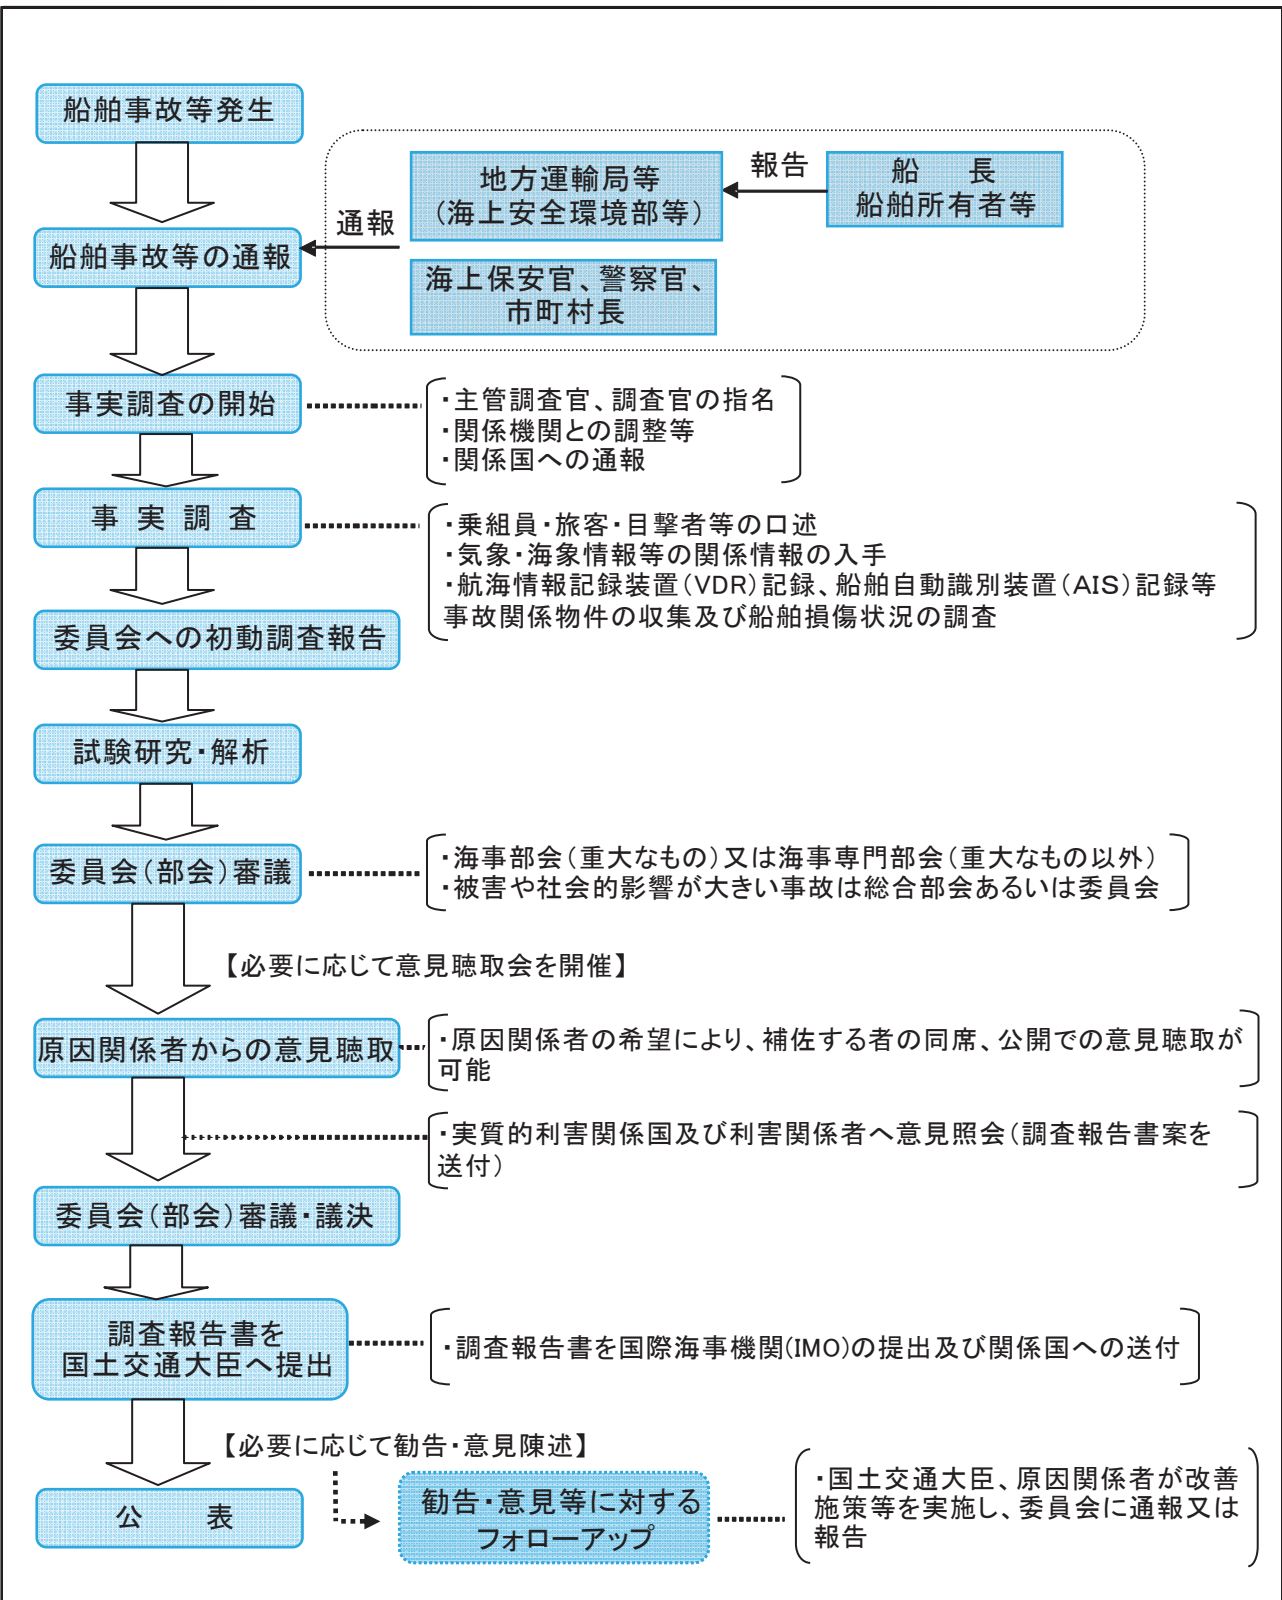 船舶事故等発生
地方運輸局等
（海上安全環境部等）
報告
船　長
船舶所有者等
通報
船舶事故等の通報
海上保安官、警察官、
市町村長
事実調査の開始
・主管調査官、調査官の指名
・関係機関との調整等
・関係国への通報
事 実 調 査
・乗組員・旅客・目撃者等の口述
・気象・海象情報等の関係情報の入手
・航海情報記録装置（VDR）記録、船舶自動識別装置（AIS）記録等
事故関係物件の収集及び船舶損傷状況の調査
委員会への初動調査報告
試験研究・解析
委員会（部会）審議
・海事部会（重大なもの）又は海事専門部会（重大なもの以外）
・被害や社会的影響が大きい事故は総合部会あるいは委員会
【必要に応じて意見聴取会を開催】
原因関係者からの意見聴取
・原因関係者の希望により、補佐する者の同席、公開での意見聴取が
可能
・実質的利害関係国及び利害関係者へ意見照会（調査報告書案を
送付）
委員会（部会）審議・議決
調査報告書を
国土交通大臣へ提出
・調査報告書を国際海事機関(IMO)の提出及び関係国への送付
【必要に応じて勧告・意見陳述】
公　表
勧告・意見等に対する
フォローアップ
・国土交通大臣、原因関係者が改善
施策等を実施し、委員会に通報又は
報告